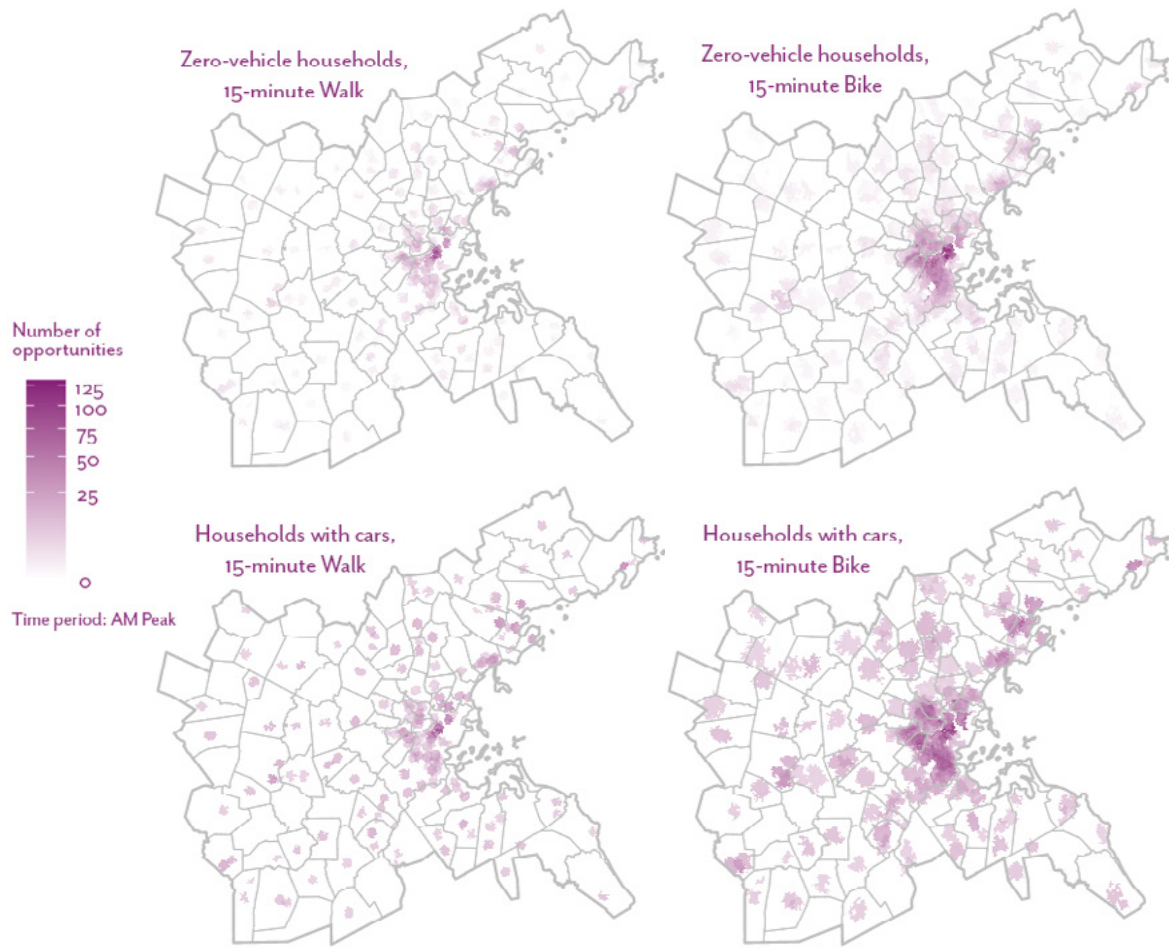 Zero-vehicle households,
15-minute Walk
Zero-vehicle households,
15-minute Bike
Number of
opportunities
125
100
75
50
25
0
Time period: AM Peak
Households with cars,
15-minute Walk
Households with cars,
15-minute Bike